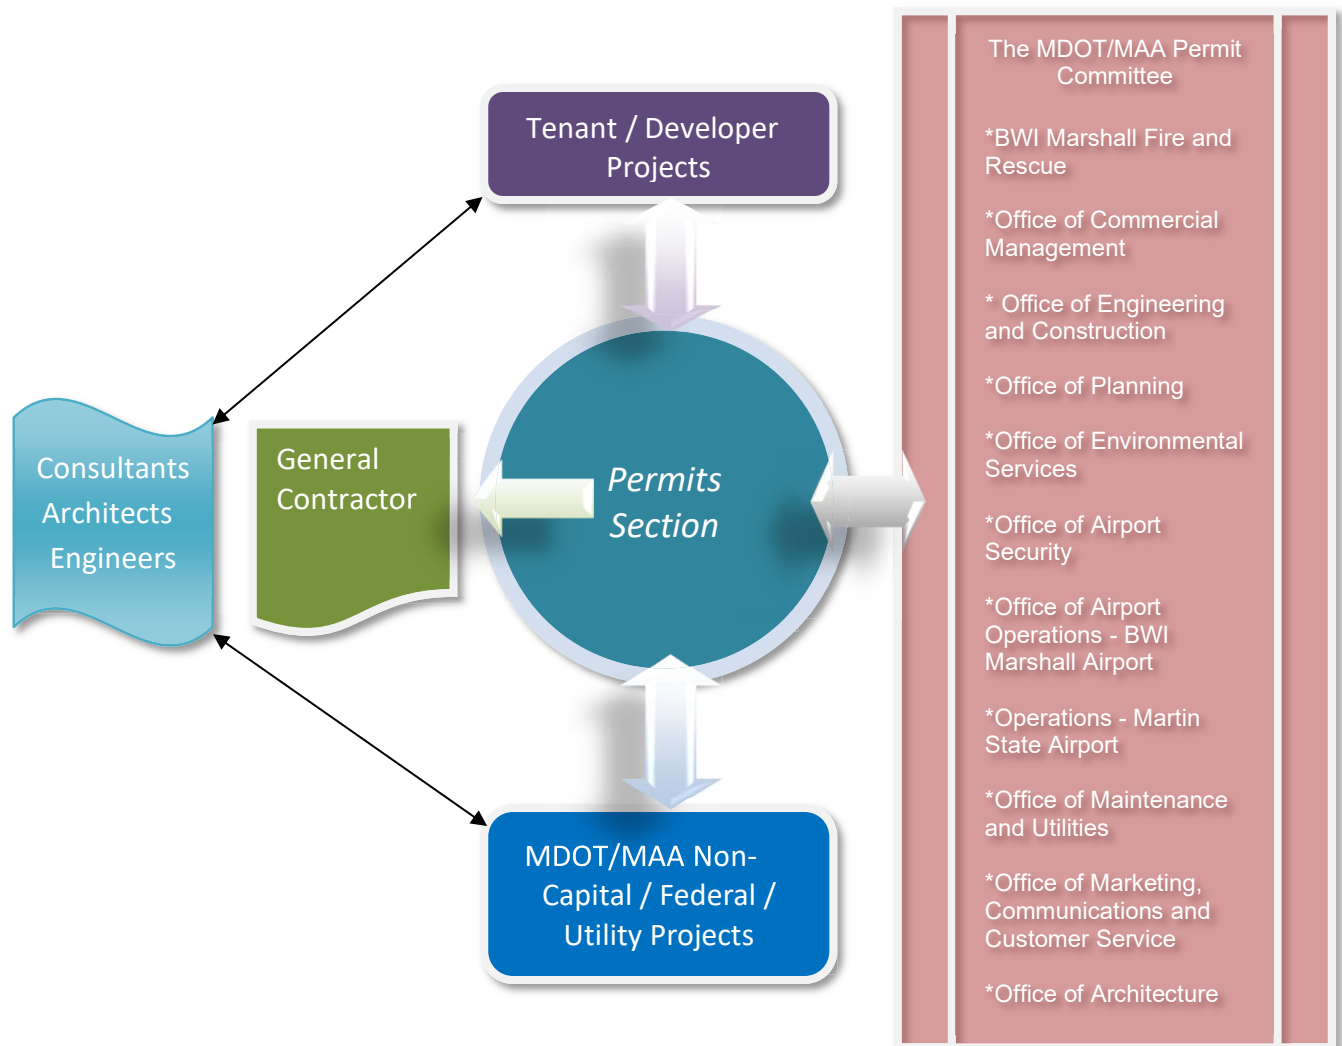 Tenant / Developer
Projects
Consultants
Architects
Engineers
General
Contractor
Permits
Section
MDOT/MAA Non-
Capital / Federal /
Utility Projects
The MDOT/MAA Permit
Committee
*BWI Marshall Fire and
Rescue
*Office of Commercial
Management
* Office of Engineering
and Construction
*Office of Planning
*Office of Environmental
Services
*Office of Airport
Security
*Office of Airport
Operations - BWI
Marshall Airport
*Operations - Martin
State Airport
*Office of Maintenance
and Utilities
*Office of Marketing,
Communications and
Customer Service
*Office of Architecture